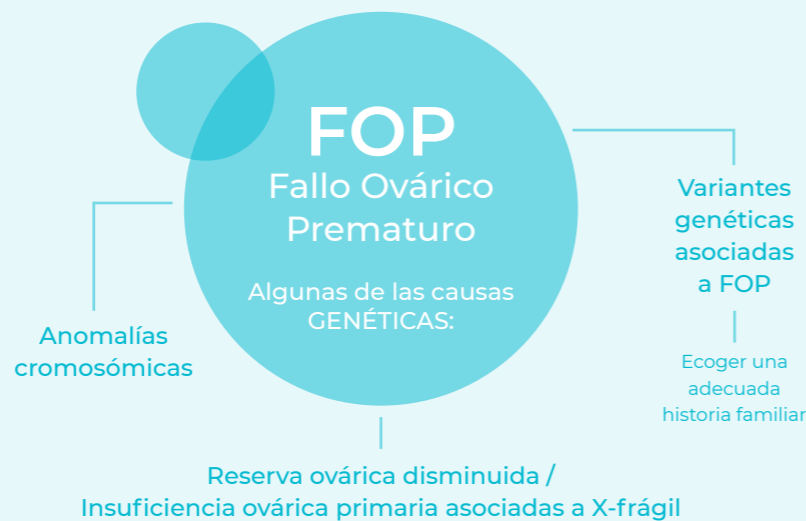 FOP
Fallo Ovárico
Prematuro
Algunas de las causas
GENÉTICAS:
Anomalías
cromosómicas
Variantes
genéticas
asociadas
a FOP
Ecoger una
adecuada
historia familiar
Reserva ovárica disminuida /
Insuficiencia ovárica primaria asociadas a X-frágil